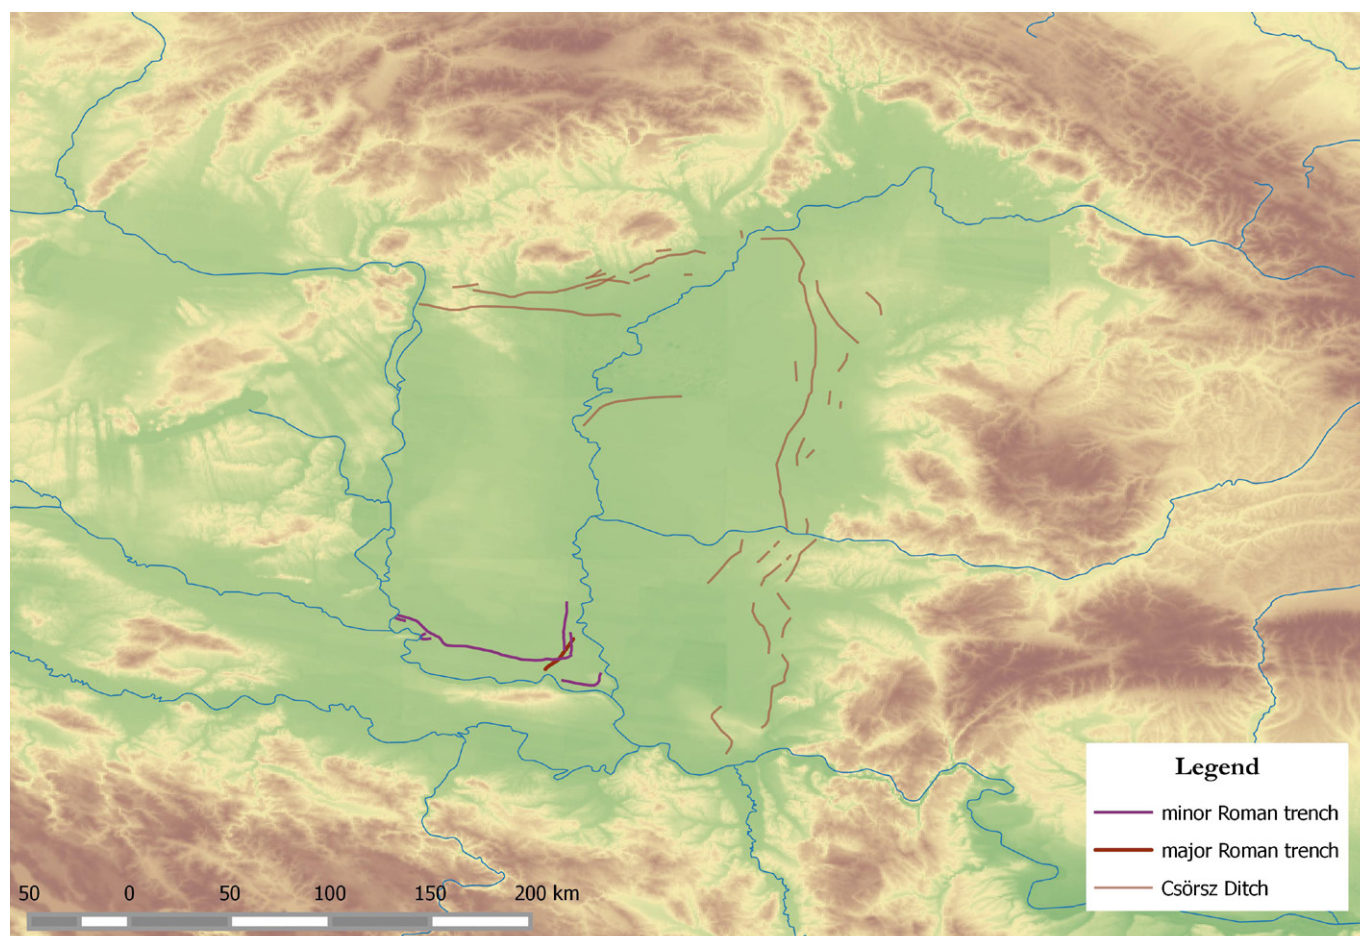 Legend
minor Roman trench
major Roman trench
Csörsz Ditch
50 0 50 100 150 200 km